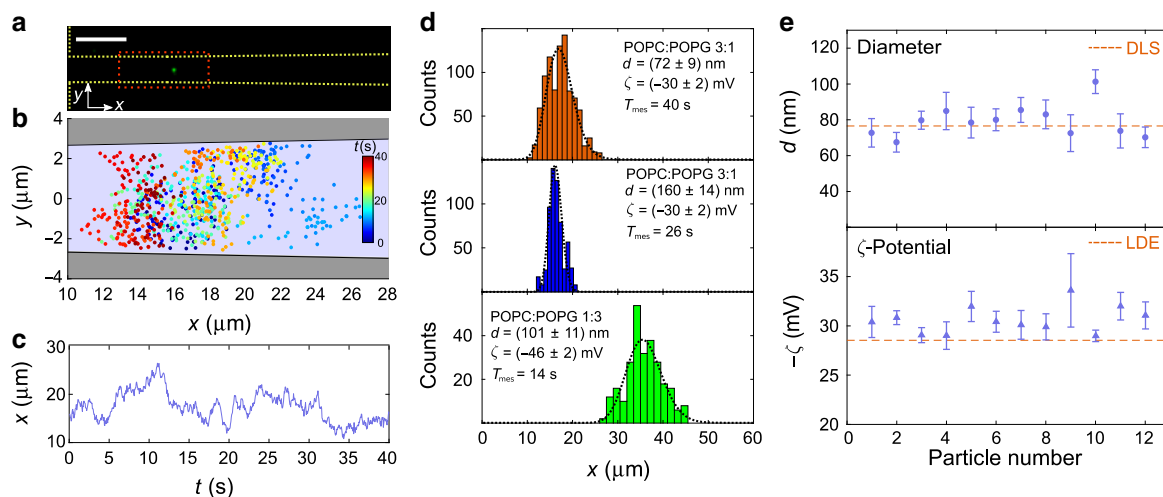 a
y
x
b
4
2
0
-2
-4
y (μm)
t(s)
40
20
0
10 12 14 16 18 20 22 24 26 28
x (μm)
c
30
20
10
x (μm)
0 5 10 15 20 25 30 35 40
t (s)
d
POPC:POPG 3:1
d = (72 ± 9) nm
ζ = (−30 ± 2) mV
Tmes = 40 s
100
50
Counts
POPC:POPG 3:1
d = (160 ± 14) nm
ζ = (−30 ± 2) mV
Tmes = 26 s
100
50
Counts
POPC:POPG 1:3
d = (101 ± 11) nm
ζ = (−46 ± 2) mV
Tmes = 14 s
40
20
Counts
0 10 20 30 40 50 60
x (μm)
e
Diameter
DLS
130
120
100
80
60
40
d (nm)
ζ-Potential
LDE
35
30
25
20
−ζ (mV)
0 2 4 6 8 10 12
Particle number